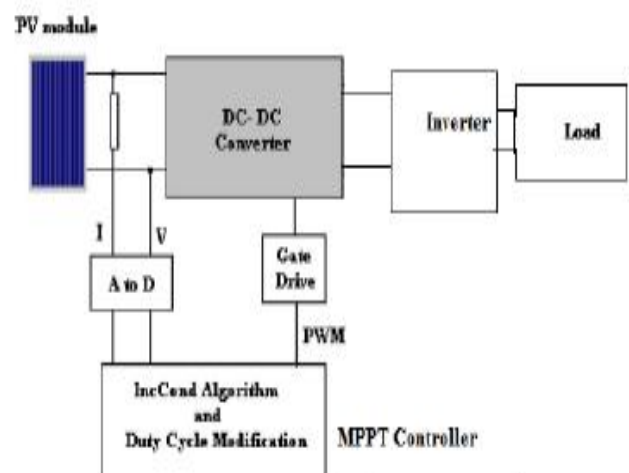 PV module
DC- DC
Converter
Inverter
Load
I
V
A to D
Gate
Drive
PWM
IncCond Algorithm
and
Duty Cycle Modification
MPPT Controller